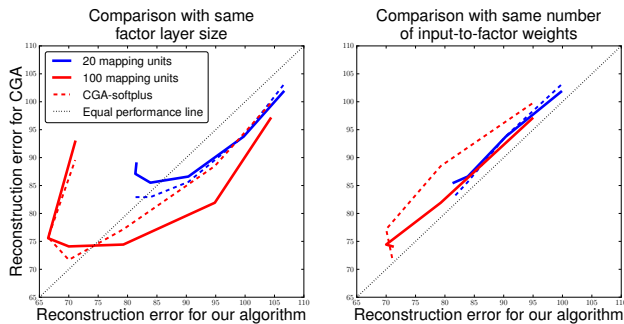 Comparison with same
factor layer size
Comparison with same number
of input-to-factor weights
20 mapping units
100 mapping units
CGA-softplus
Equal performance line
Reconstruction error for CGA
110
105
100
95
90
85
80
75
70
65
65 70 75 80 85 90 95 100 105 110
Reconstruction error for our algorithm
110
105
100
95
90
85
80
75
70
65
65 70 75 80 85 90 95 100 105 110
Reconstruction error for our algorithm